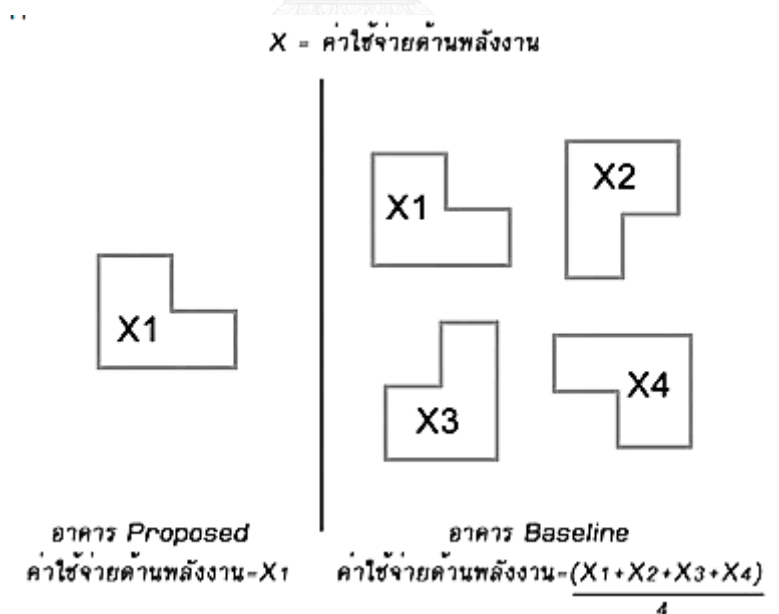 X = ค่าใช้จ่ายด้านพลังงาน
X1
X2
X1
X3
X4
X1
อาคาร Proposed
ค่าใช้จ่ายด้านพลังงาน=X1
อาคาร Baseline
ค่าใช้จ่ายด้านพลังงาน=(X1+X2+X3+X4)
4